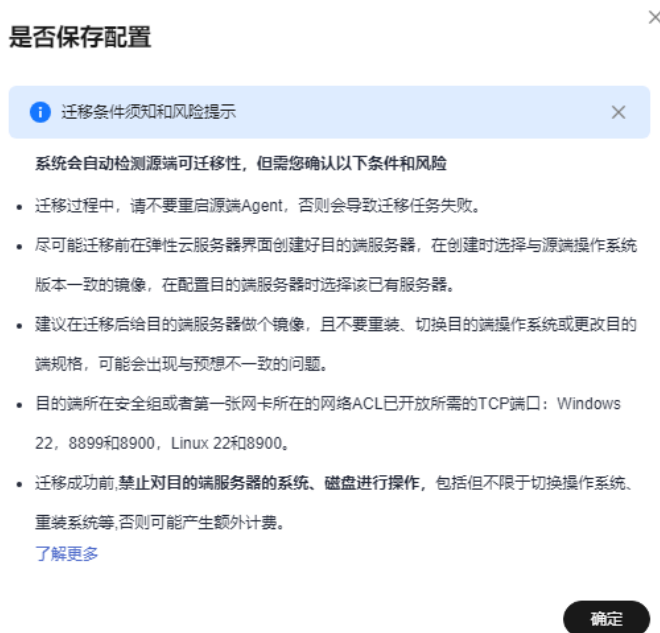 是否保存配置
迁移条件须知和风险提示
系统会自动检测源端可迁移性，但需您确认以下条件和风险
迁移过程中，请不要重启源端Agent，否则会导致迁移任务失败。
尽可能迁移前在弹性云服务器界面创建好目的端服务器，在创建时选择与源端操作系统
版本一致的镜像，在配置目的端服务器时选择该已有服务器。
建议在迁移后给目的端服务器做个镜像，且不要重装、切换目的端操作系统或更改目的
端规格，可能会出现与预想不一致的问题。
目的端所在安全组或者第一张网卡所在的网络ACL已开放所需的TCP端口：Windows
22，8899和8900，Linux 22和8900。
迁移成功前,禁止对目的端服务器的系统、磁盘进行操作，包括但不限于切换操作系统、
重装系统等,否则可能产生额外计费。
了解更多
确定